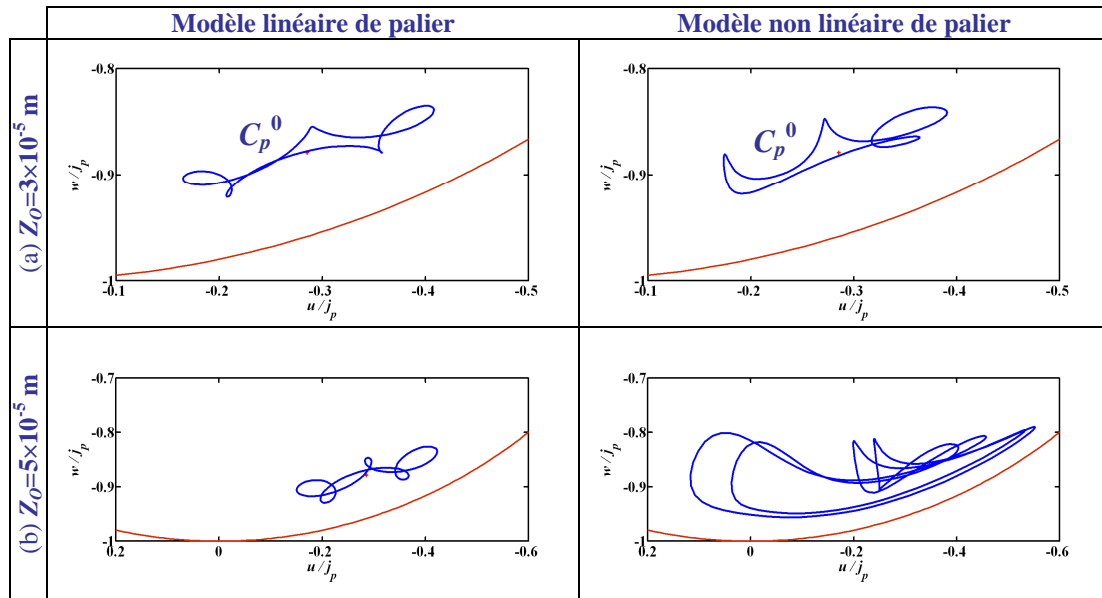 Modèle linéaire de palier
Modèle non linéaire de palier
(a) Z_O=3×10^-5 m
-0.8
-0.9
-1
w/j_p
C_p^0
-0.1
-0.2
-0.3
-0.4
-0.5
u/j_p
-0.8
-0.9
-1
w/j_p
C_p^0
-0.1
-0.2
-0.3
-0.4
-0.5
u/j_p
(b) Z_O=5×10^-5 m
-0.7
-0.8
-0.9
-1
w/j_p
0.2
0
-0.2
-0.4
-0.6
u/j_p
-0.7
-0.8
-0.9
-1
w/j_p
0.2
0
-0.2
-0.4
-0.6
u/j_p